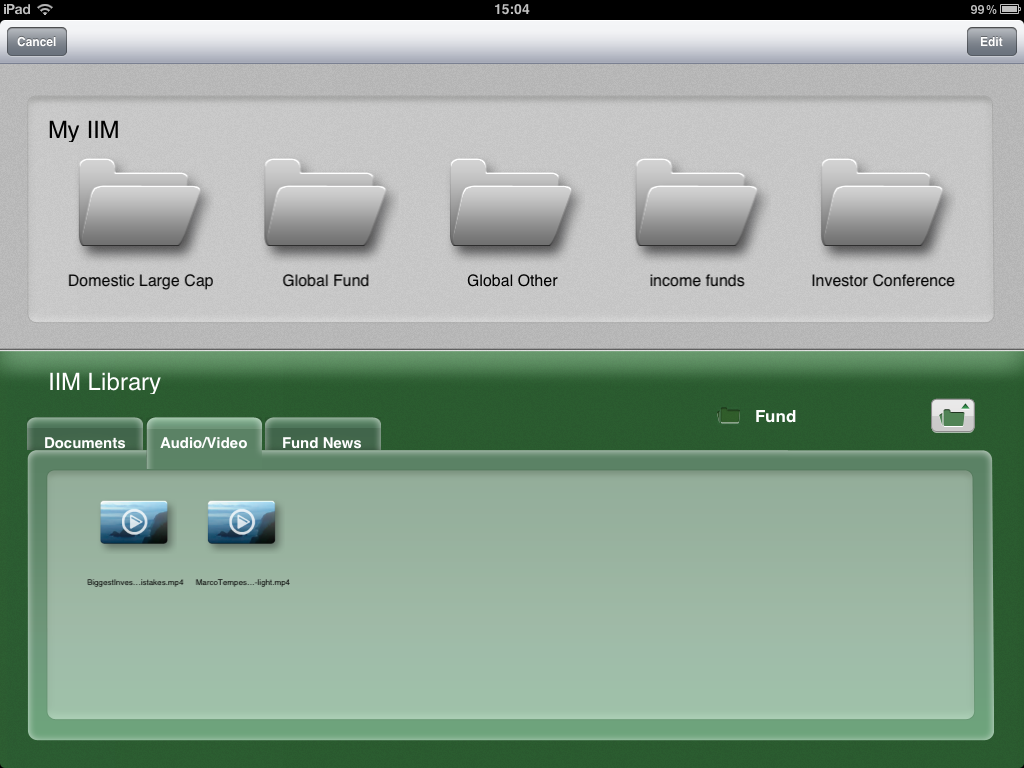 iPad 15:04 99%
Cancel Edit
My IIM
Domestic Large Cap Global Fund Global Other income funds Investor Conference
IIM Library
Fund
Documents Audio/Video Fund News
BiggestInves...istakes.mp4 MarcoTempes...-light.mp4